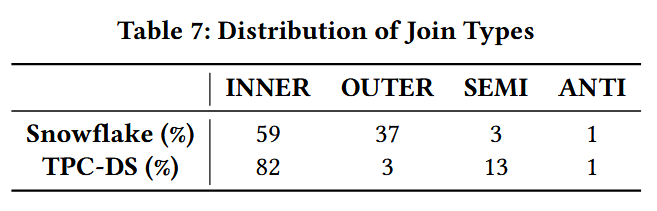 Table 7: Distribution of Join Types
INNER OUTER SEMI ANTI
Snowflake (%) 59 37 3 1
TPC-DS (%) 82 3 13 1